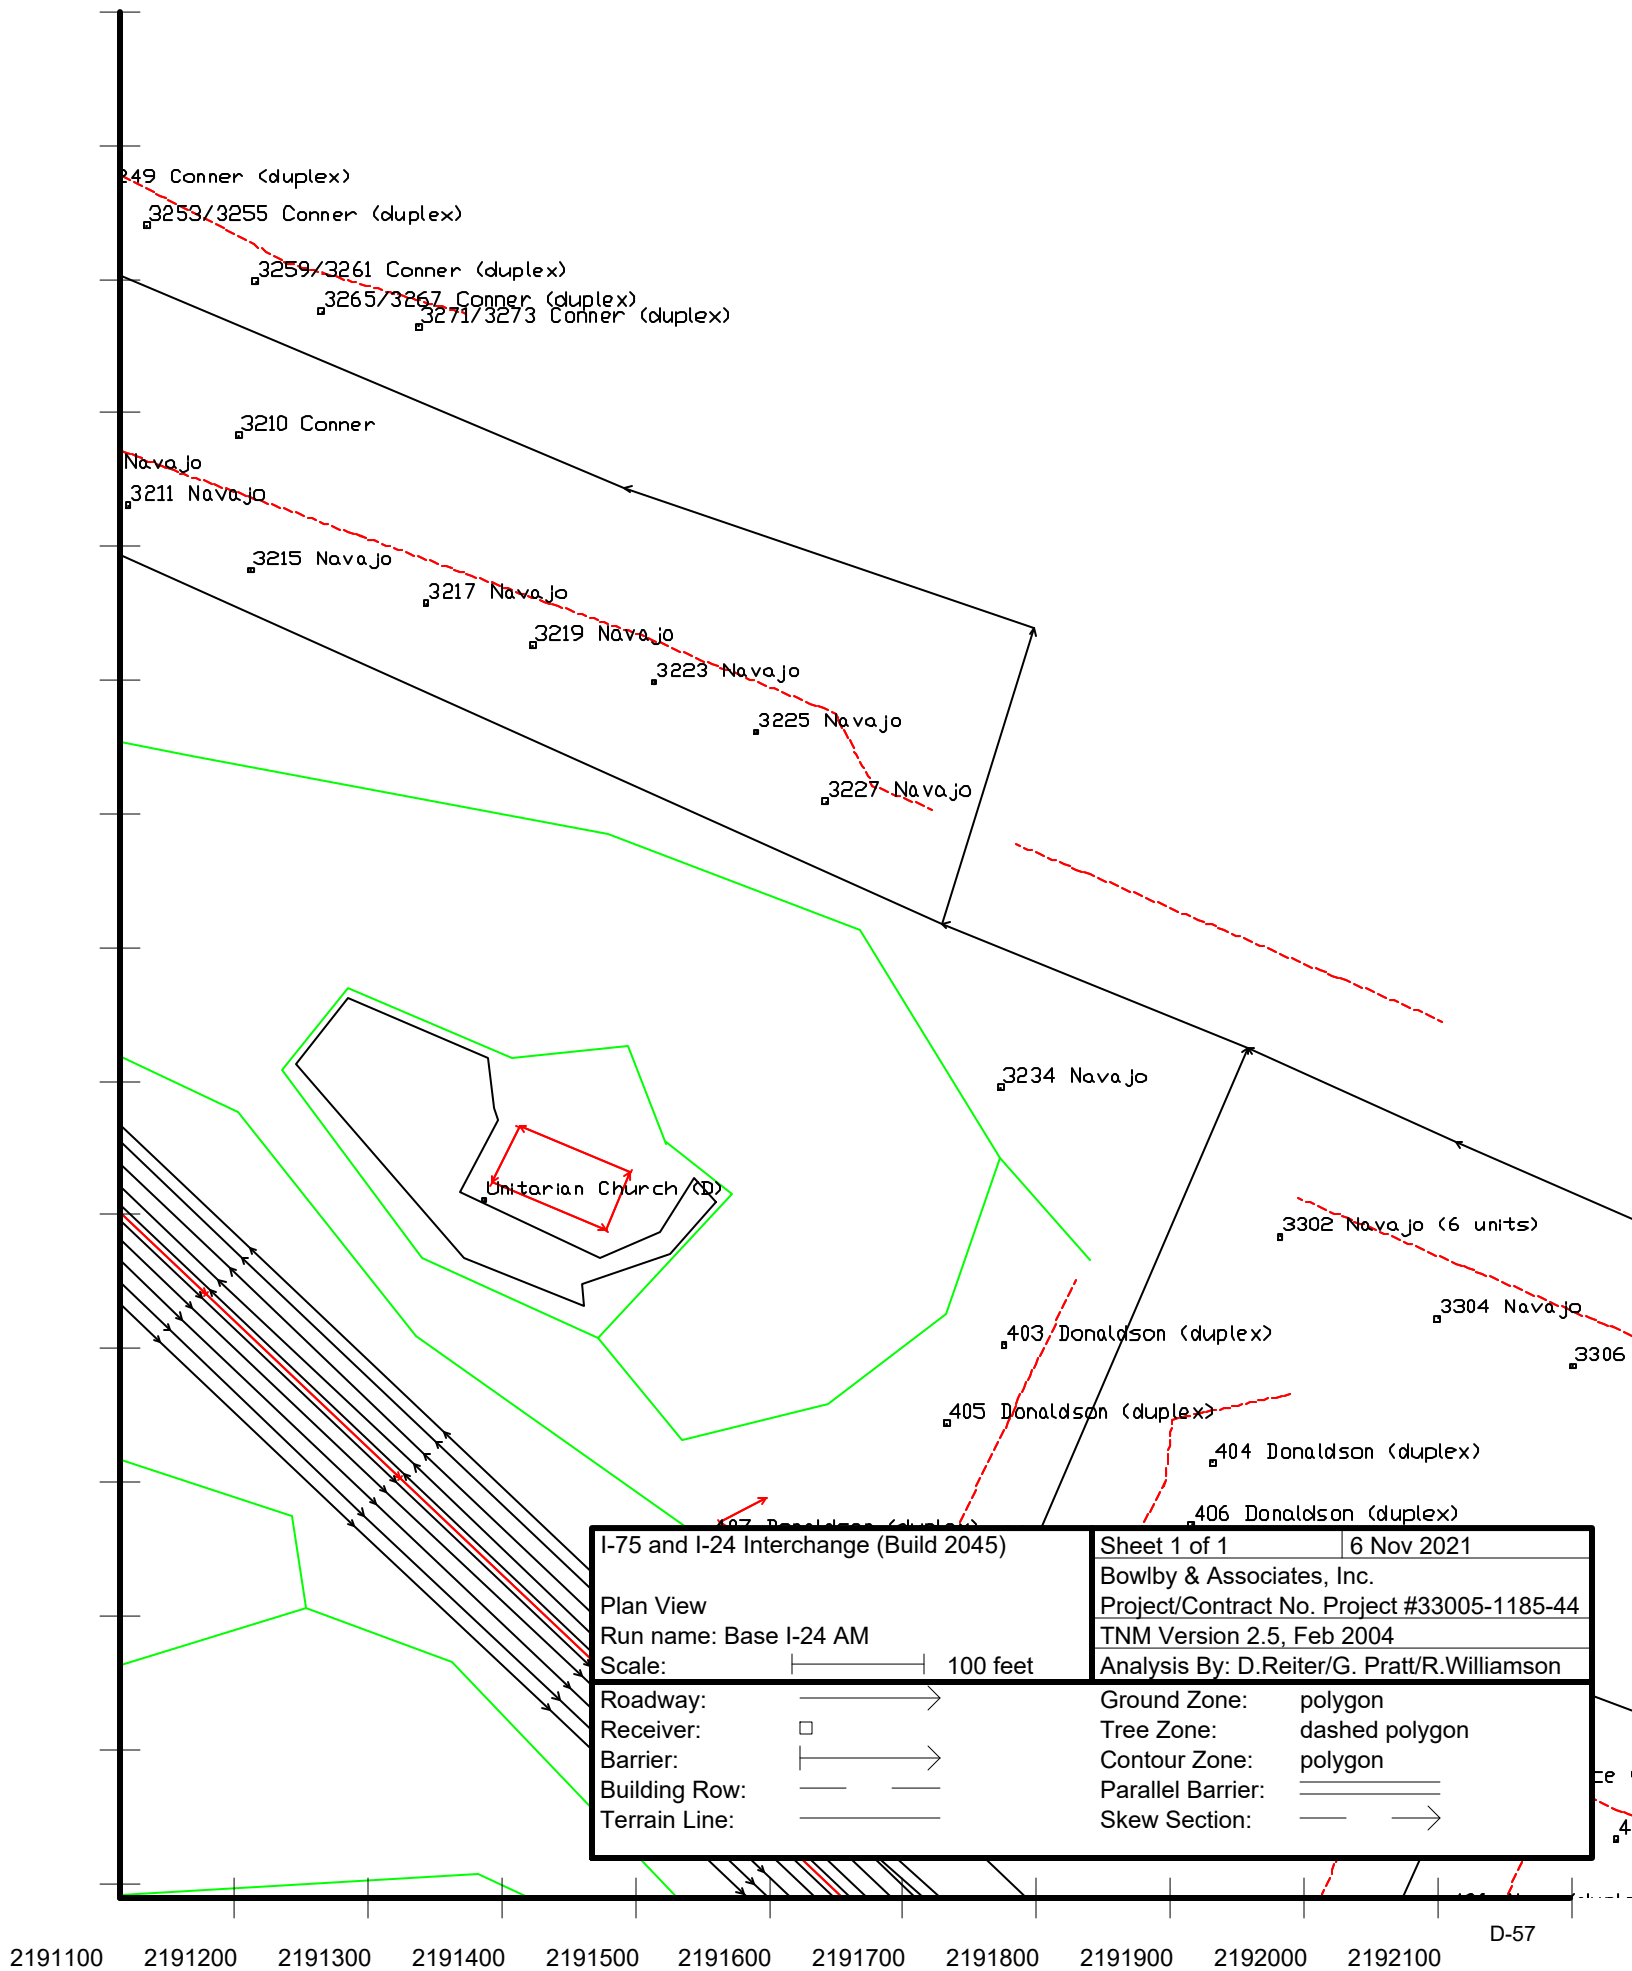 249 Conner (duplex)
3253/3255 Conner (duplex)
3259/3261 Conner (duplex)
3265/3267 Conner (duplex)
3271/3273 Conner (duplex)
3210 Conner
Navajo
3211 Navajo
3215 Navajo
3217 Navajo
3219 Navajo
3223 Navajo
3225 Navajo
3227 Navajo
3234 Navajo
Unitarian Church (D)
3302 Navajo (6 units)
3304 Navajo
403 Donaldson (duplex)
3306
405 Donaldson (duplex)
404 Donaldson (duplex)
406 Donaldson (duplex)
Donaldson (duplex)
I-75 and I-24 Interchange (Build 2045)
Sheet 1 of 1
6 Nov 2021
Bowlby & Associates, Inc.
Plan View
Project/Contract No. Project #33005-1185-44
Run name: Base I-24 AM
TNM Version 2.5, Feb 2004
Scale:
100 feet
Analysis By: D.Reiter/G. Pratt/R.Williamson
Roadway:
Ground Zone:
polygon
Receiver:
Tree Zone:
dashed polygon
Barrier:
Contour Zone:
polygon
Building Row:
Parallel Barrier:
Terrain Line:
Skew Section:
4
D-57
2191100
2191200
2191300
2191400
2191500
2191600
2191700
2191800
2191900
2192000
2192100